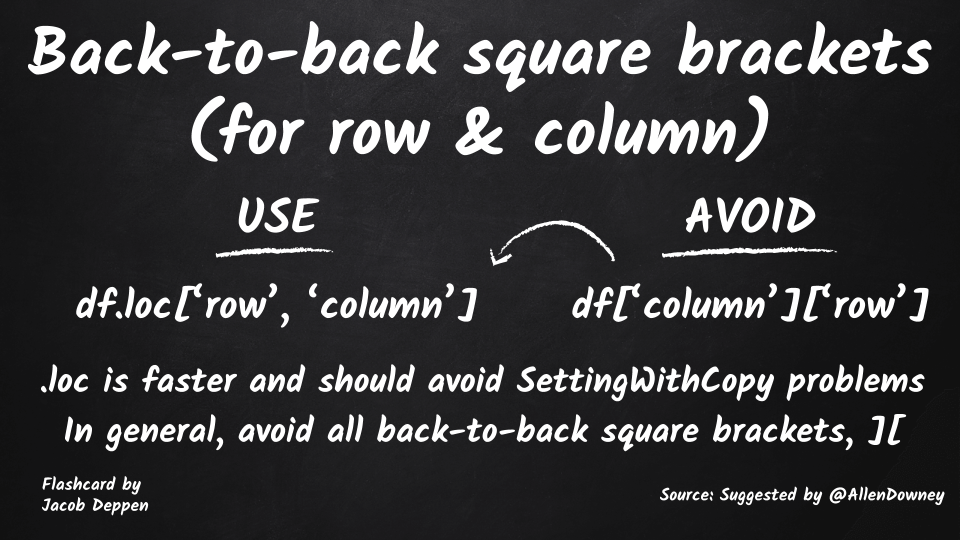 Back-to-back square brackets
(for row & column)
USE
AVOID
df.loc[‘row’, ‘column’]
df[‘column’][‘row’]
.loc is faster and should avoid SettingWithCopy problems
In general, avoid all back-to-back square brackets, ][
Flashcard by
Jacob Deppen
Source: Suggested by @AllenDowney